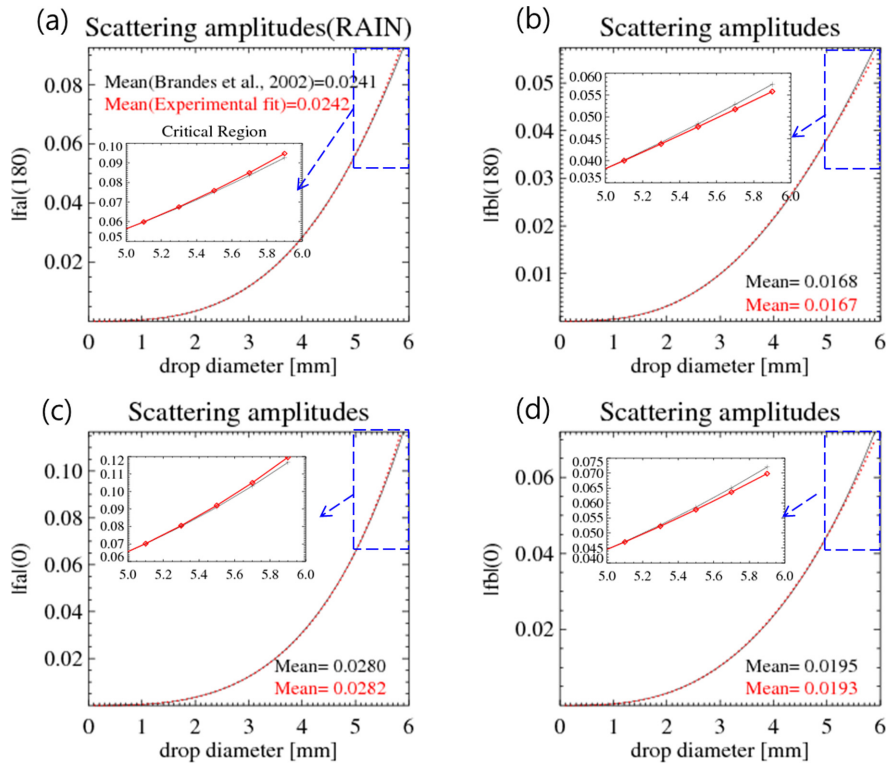 (a)
Scattering amplitudes(RAIN)
0.08
0.06
0.04
0.02
|fa|(180)
Mean(Brandes et al., 2002)=0.0241
Mean(Experimental fit)=0.0242
Critical Region
0.10
0.09
0.08
0.07
0.06
0.05
5.0 5.2 5.4 5.6 5.8 6.0
0 1 2 3 4 5 6
drop diameter [mm]
(b)
Scattering amplitudes
0.05
0.04
0.03
0.02
0.01
|fb|(180)
0.060
0.055
0.050
0.045
0.040
0.035
5.0 5.2 5.4 5.6 5.8 6.0
Mean= 0.0168
Mean= 0.0167
0 1 2 3 4 5 6
drop diameter [mm]
(c)
Scattering amplitudes
0.10
0.08
0.06
0.04
0.02
|fa|(0)
0.12
0.11
0.10
0.09
0.08
0.07
0.06
5.0 5.2 5.4 5.6 5.8 6.0
Mean= 0.0280
Mean= 0.0282
0 1 2 3 4 5 6
drop diameter [mm]
(d)
Scattering amplitudes
0.06
0.04
0.02
|fb|(0)
0.075
0.070
0.065
0.060
0.055
0.050
0.045
0.040
5.0 5.2 5.4 5.6 5.8 6.0
Mean= 0.0195
Mean= 0.0193
0 1 2 3 4 5 6
drop diameter [mm]